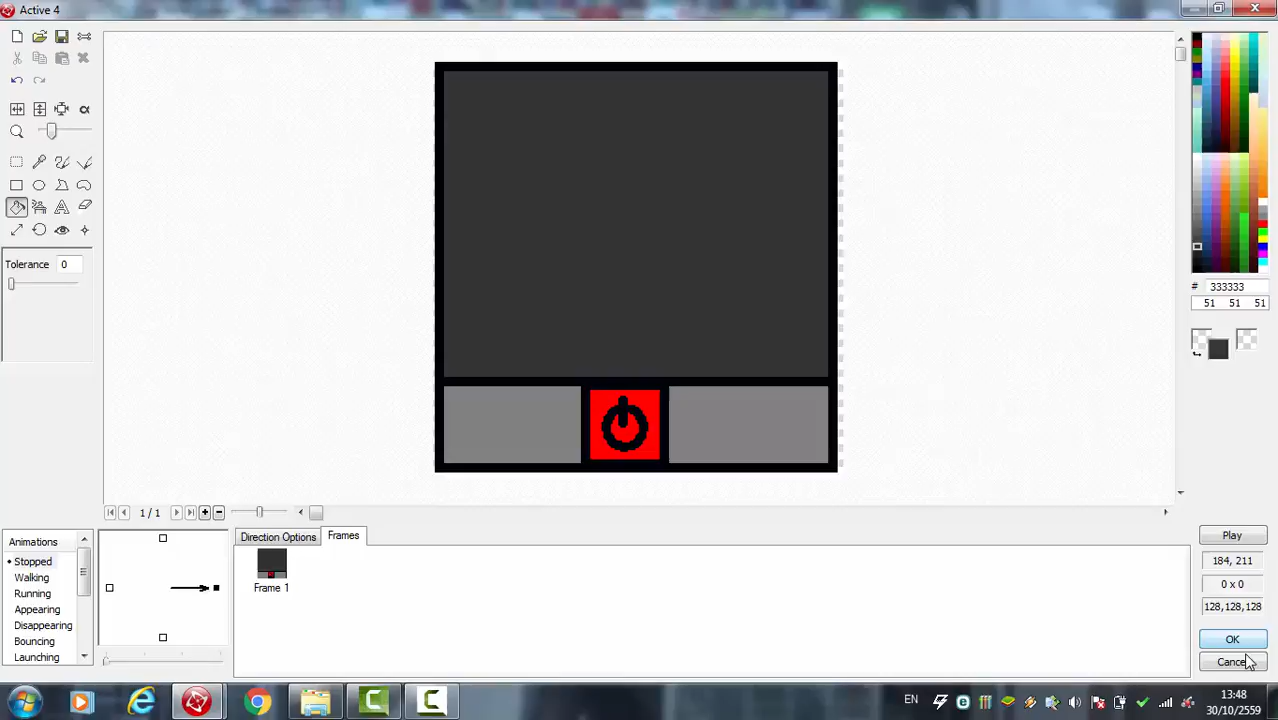 Active 4
Tolerance 0
# 333333
51 51 51
1 / 1
Animations
Stopped
Walking
Running
Appearing
Disappearing
Bouncing
Launching
Direction Options
Frames
Frame 1
Play
184, 211
0 x 0
128,128,128
OK
Cancel
EN
13:48
30/10/2559